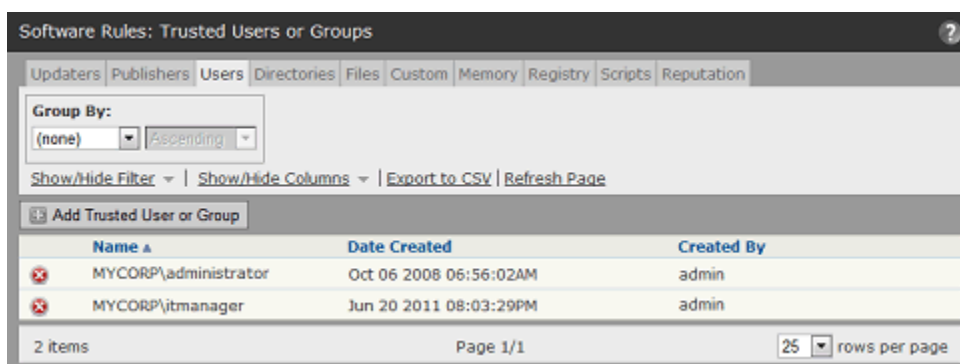 Software Rules: Trusted Users or Groups ?
Updaters Publishers Users Directories Files Custom Memory Registry Scripts Reputation
Group By:
(none) Ascending
Show/Hide Filter | Show/Hide Columns | Export to CSV | Refresh Page
Add Trusted User or Group
Name Date Created Created By
MYCORP\administrator Oct 06 2008 06:56:02AM admin
MYCORP\itmanager Jun 20 2011 08:03:29PM admin
2 items Page 1/1 25 rows per page